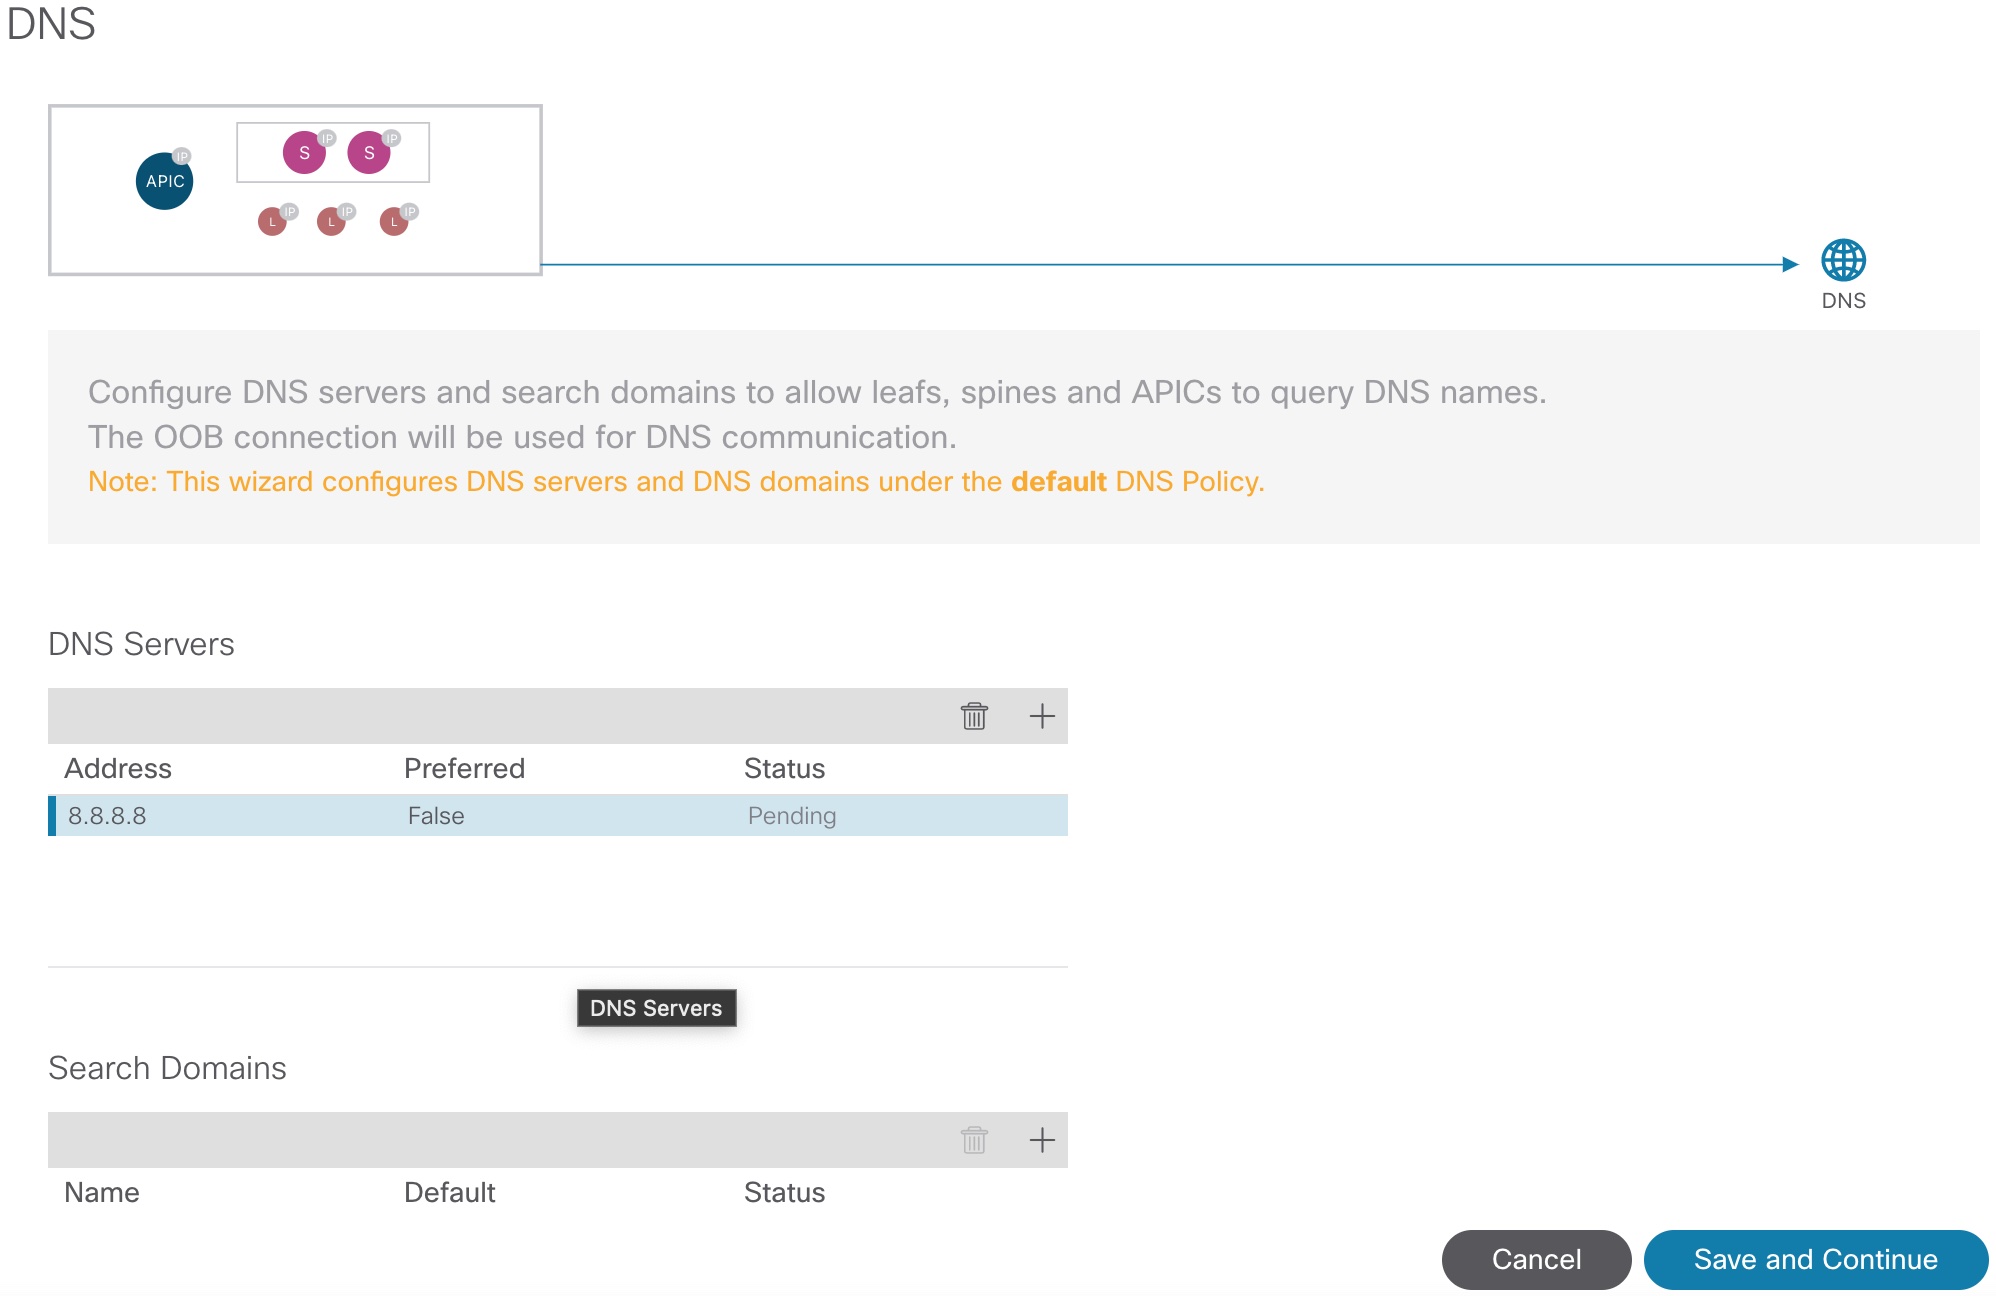 DNS
IP
IP
S
S
IP
APIC
IP
IP
IP
L
L
L
DNS
Configure DNS servers and search domains to allow leafs, spines and APICs to query DNS names.
The OOB connection will be used for DNS communication.
Note: This wizard configures DNS servers and DNS domains under the default DNS Policy.
DNS Servers
Address Preferred Status
8.8.8.8 False Pending
DNS Servers
Search Domains
Name Default Status
Cancel Save and Continue